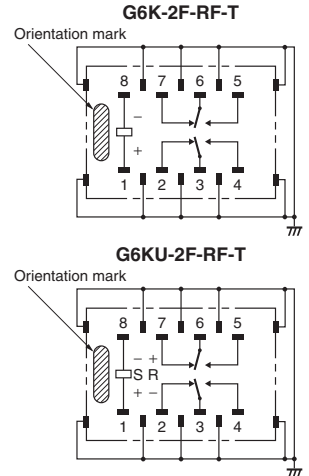 G6K-2F-RF-T
Orientation mark
8 7 6 5
−
+
1 2 3 4
G6KU-2F-RF-T
Orientation mark
8 7 6 5
− +
S R
+ −
1 2 3 4